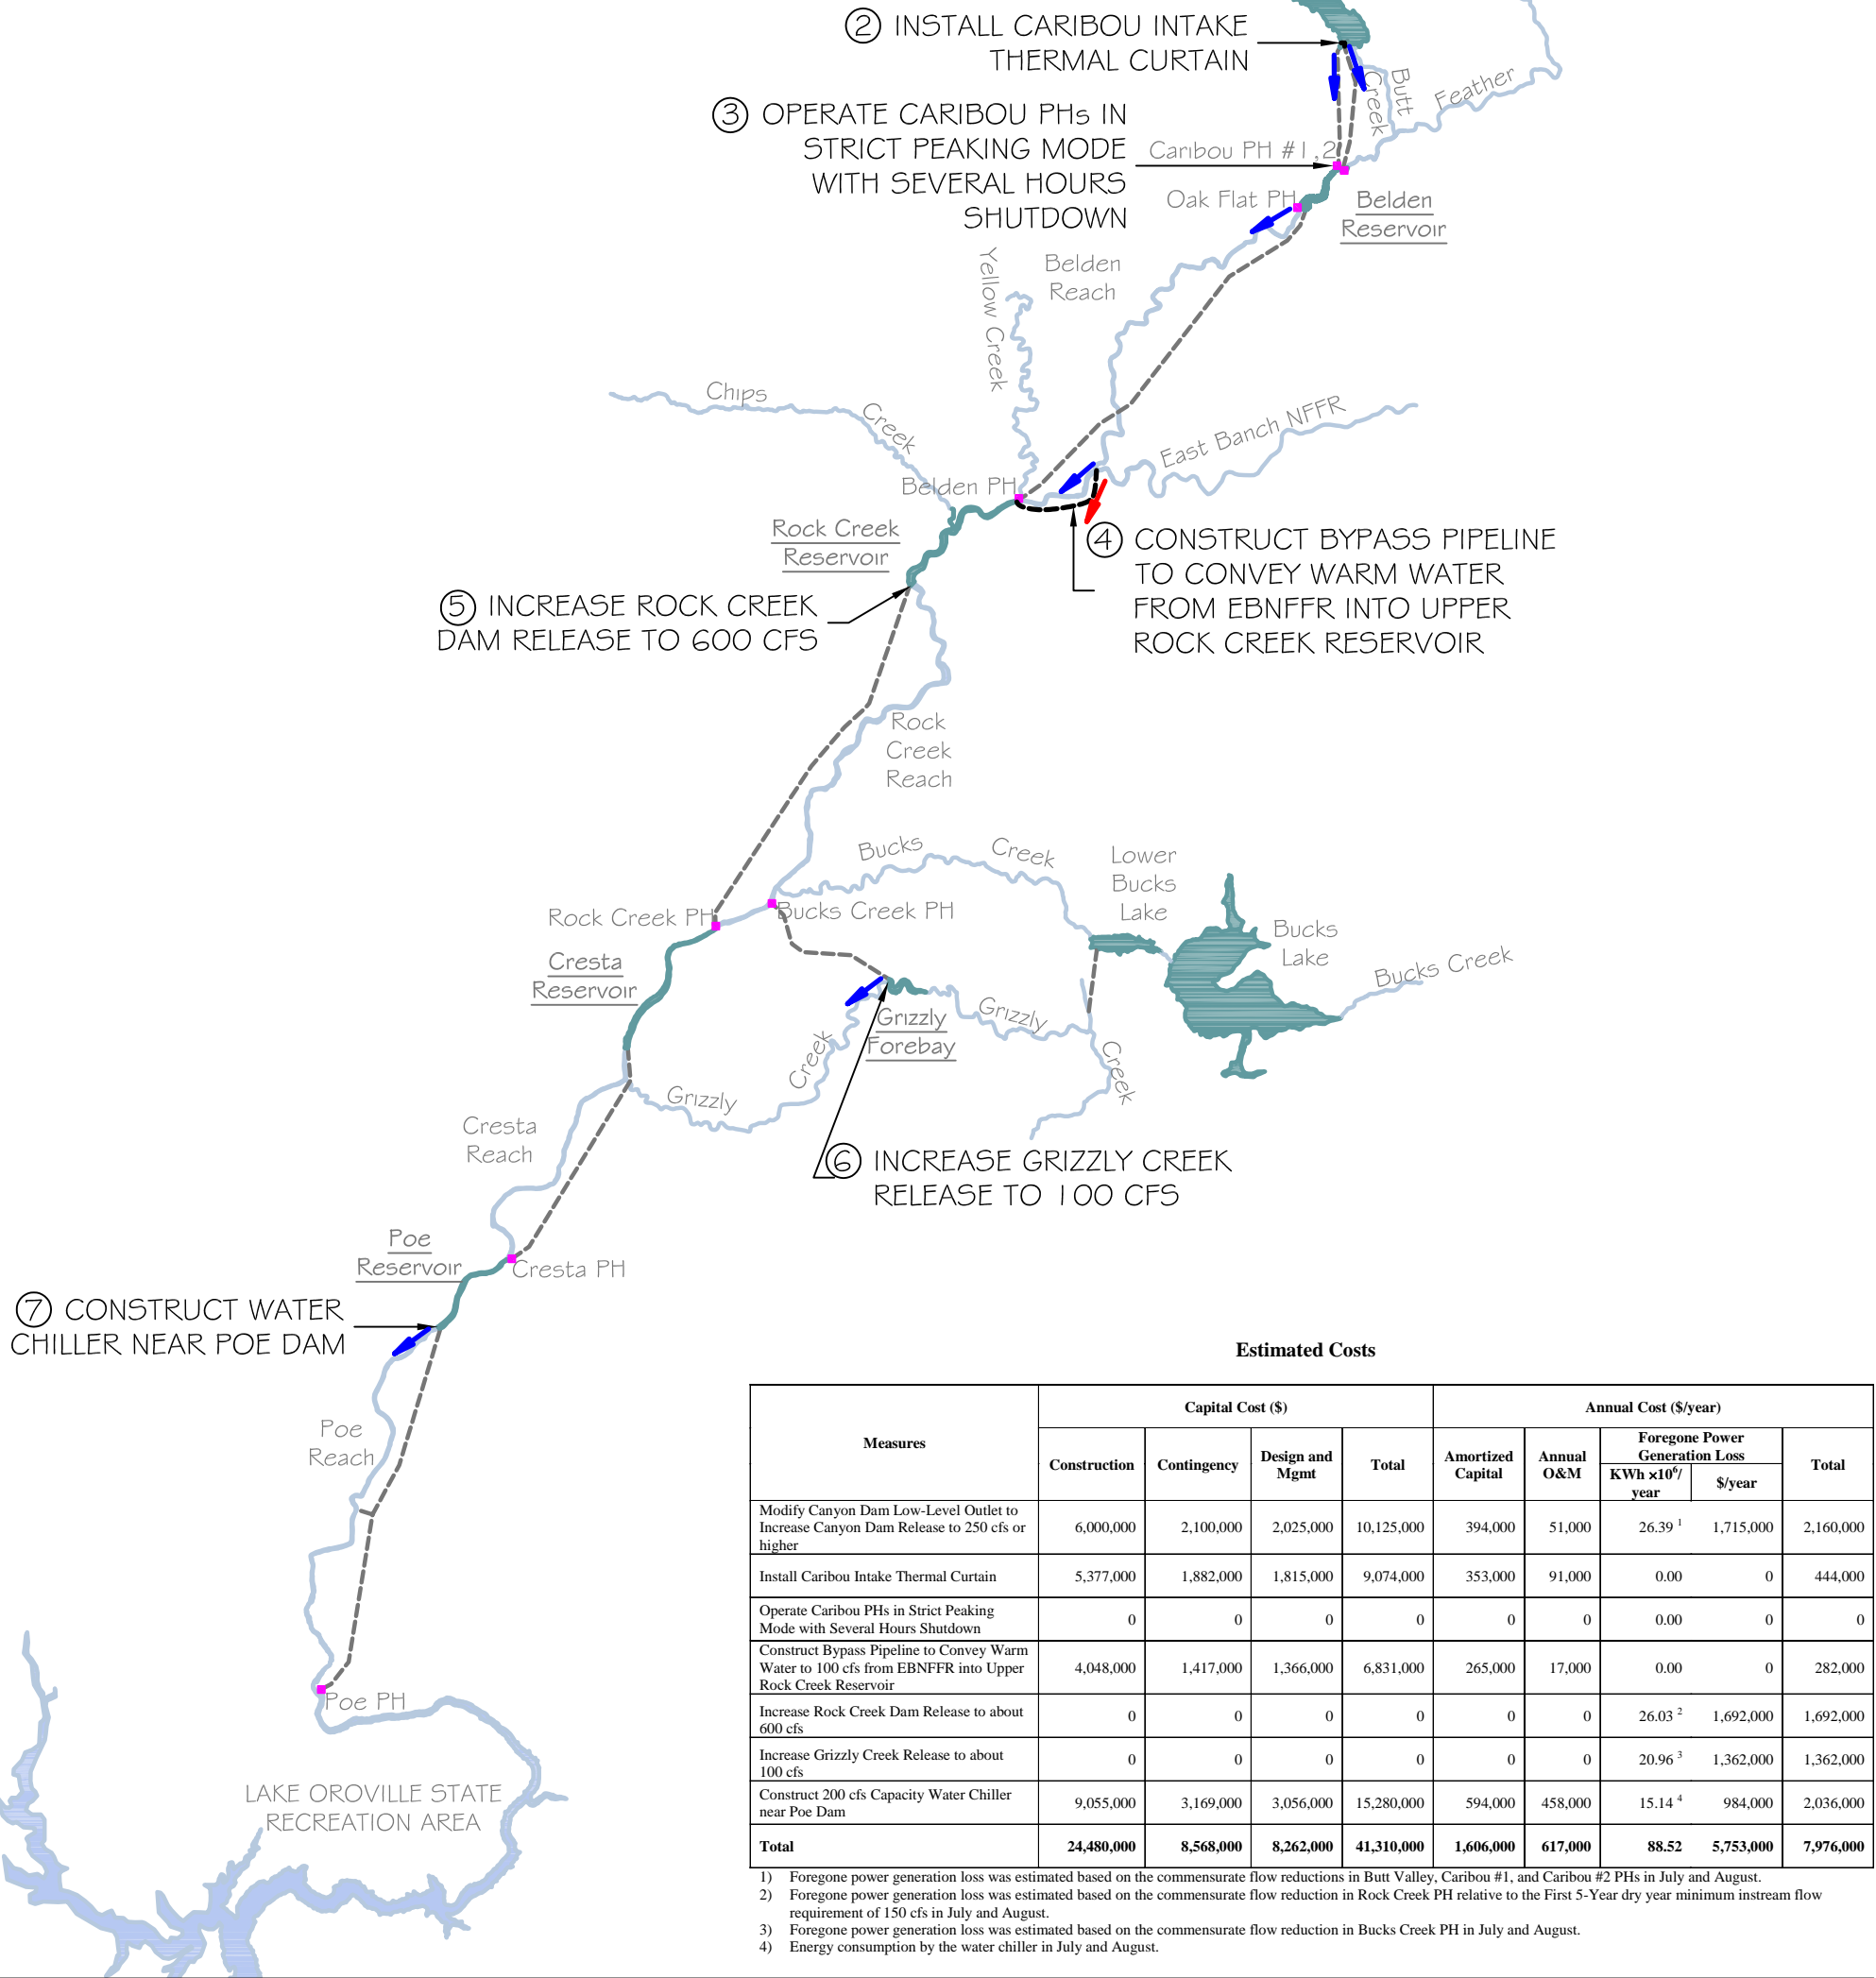 ② INSTALL CARIBOU INTAKE
THERMAL CURTAIN
Butt
Creek
Feather
③ OPERATE CARIBOU PHs IN
STRICT PEAKING MODE
WITH SEVERAL HOURS
SHUTDOWN
Caribou PH #1,2
Oak Flat PH
Belden
Reservoir
Belden
Reach
Yellow Creek
Chips
Creek
East Banch NFFR
Belden PH
Rock Creek
Reservoir
④ CONSTRUCT BYPASS PIPELINE
TO CONVEY WARM WATER
FROM EBNFFR INTO UPPER
ROCK CREEK RESERVOIR
⑤ INCREASE ROCK CREEK
DAM RELEASE TO 600 CFS
Rock
Creek
Reach
Bucks
Creek
Lower
Bucks
Lake
Rock Creek PH
Bucks Creek PH
Bucks
Lake
Bucks Creek
Cresta
Reservoir
Grizzly
Forebay
Grizzly
Creek
Creek
Grizzly
Cresta
Reach
⑥ INCREASE GRIZZLY CREEK
RELEASE TO 100 CFS
Poe
Reservoir
Cresta PH
⑦ CONSTRUCT WATER
CHILLER NEAR POE DAM
Poe
Reach
Poe PH
LAKE OROVILLE STATE
RECREATION AREA
Estimated Costs
Measures
Capital Cost ($)
Annual Cost ($/year)
Construction
Contingency
Design and
Mgmt
Total
Amortized
Capital
Annual
O&M
Foregone Power
Generation Loss
KWh ×10⁶/
year
$/year
Total
Modify Canyon Dam Low-Level Outlet to
Increase Canyon Dam Release to 250 cfs or
higher
6,000,000 2,100,000 2,025,000 10,125,000 394,000 51,000 26.39 ¹ 1,715,000 2,160,000
Install Caribou Intake Thermal Curtain 5,377,000 1,882,000 1,815,000 9,074,000 353,000 91,000 0.00 0 444,000
Operate Caribou PHs in Strict Peaking
Mode with Several Hours Shutdown
0 0 0 0 0 0 0.00 0 0
Construct Bypass Pipeline to Convey Warm
Water to 100 cfs from EBNFFR into Upper
Rock Creek Reservoir
4,048,000 1,417,000 1,366,000 6,831,000 265,000 17,000 0.00 0 282,000
Increase Rock Creek Dam Release to about
600 cfs
0 0 0 0 0 0 26.03 ² 1,692,000 1,692,000
Increase Grizzly Creek Release to about
100 cfs
0 0 0 0 0 0 20.96 ³ 1,362,000 1,362,000
Construct 200 cfs Capacity Water Chiller
near Poe Dam
9,055,000 3,169,000 3,056,000 15,280,000 594,000 458,000 15.14 ⁴ 984,000 2,036,000
Total 24,480,000 8,568,000 8,262,000 41,310,000 1,606,000 617,000 88.52 5,753,000 7,976,000
1) Foregone power generation loss was estimated based on the commensurate flow reductions in Butt Valley, Caribou #1, and Caribou #2 PHs in July and August.
2) Foregone power generation loss was estimated based on the commensurate flow reduction in Rock Creek PH relative to the First 5-Year dry year minimum instream flow
requirement of 150 cfs in July and August.
3) Foregone power generation loss was estimated based on the commensurate flow reduction in Bucks Creek PH in July and August.
4) Energy consumption by the water chiller in July and August.